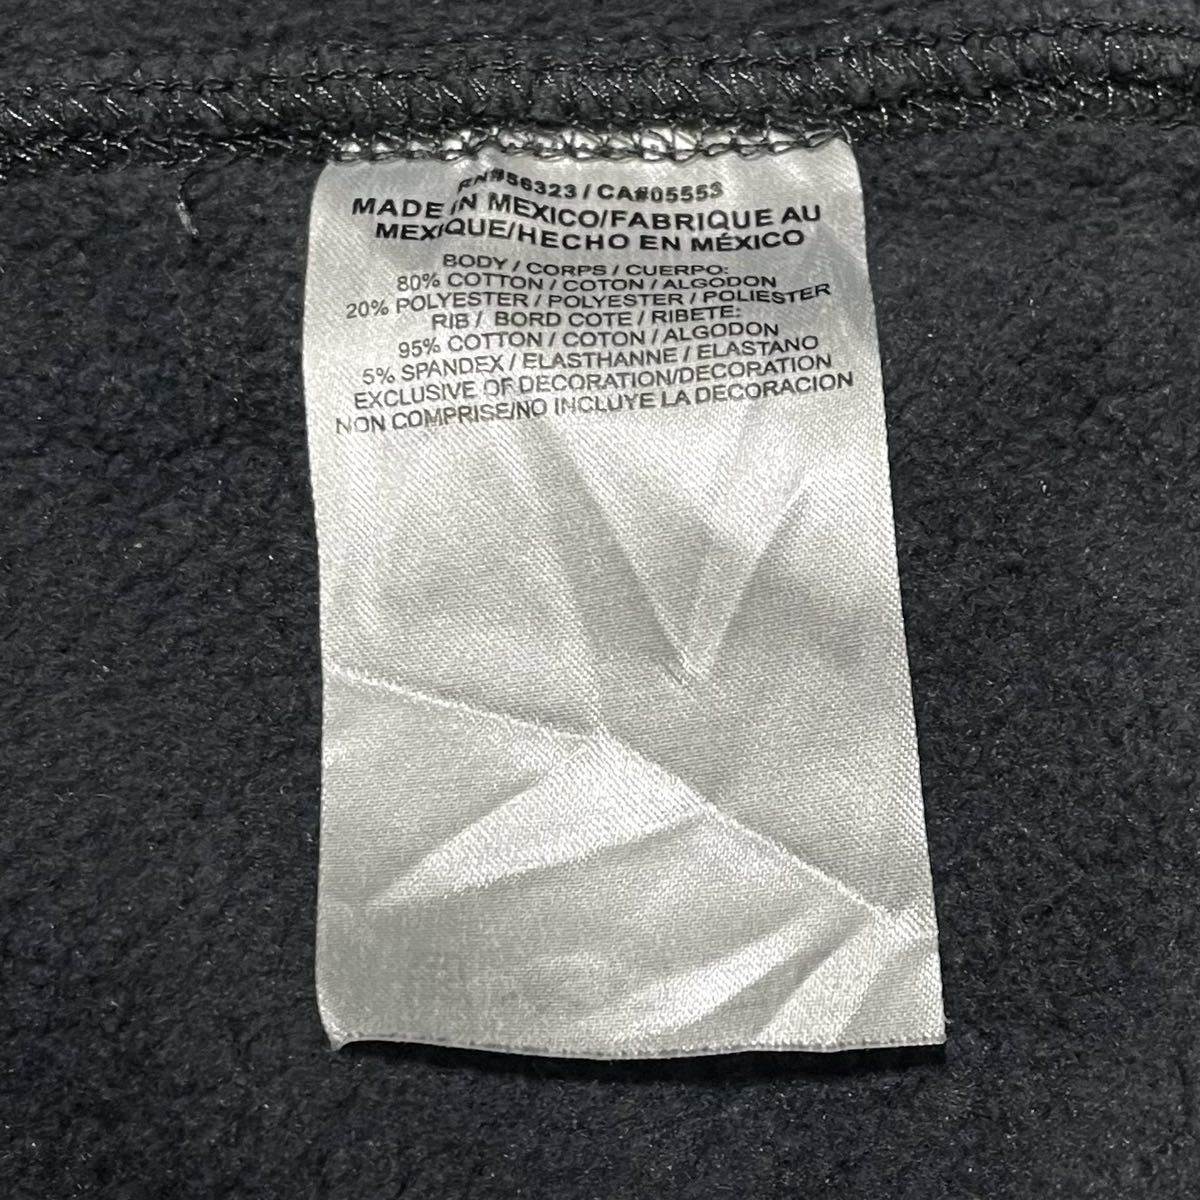 RN#56323 / CA#05553
MADE IN MEXICO/FABRIQUE AU
MEXIQUE/HECHO EN MÉXICO
BODY / CORPS / CUERPO:
80% COTTON / COTON / ALGODON
20% POLYESTER / POLYESTER / POLIESTER
RIB / BORD COTE / RIBETE:
95% COTTON / COTON / ALGODON
5% SPANDEX / ELASTHANNE / ELASTANO
EXCLUSIVE OF DECORATION/DECORATION
NON COMPRISE/NO INCLUYE LA DECORACION